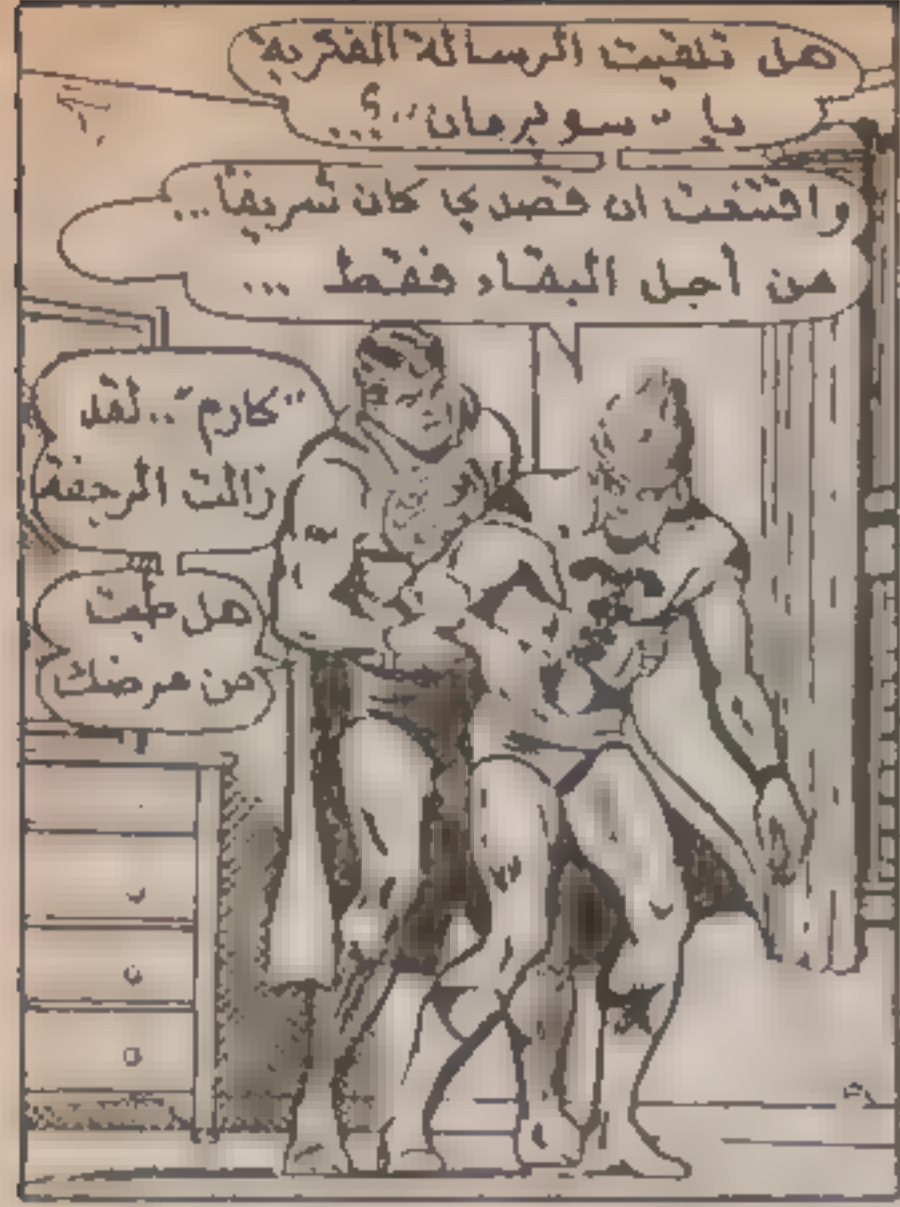 هل تلقيت الرسالة الفكرية
يا "سوبرمان"؟...
واقتنعت ان قصدي كان شريفاً...
من أجل البقاء فقط ...
"كارم".. لقد
زالت الرجفة
هل طبت
من مرضك